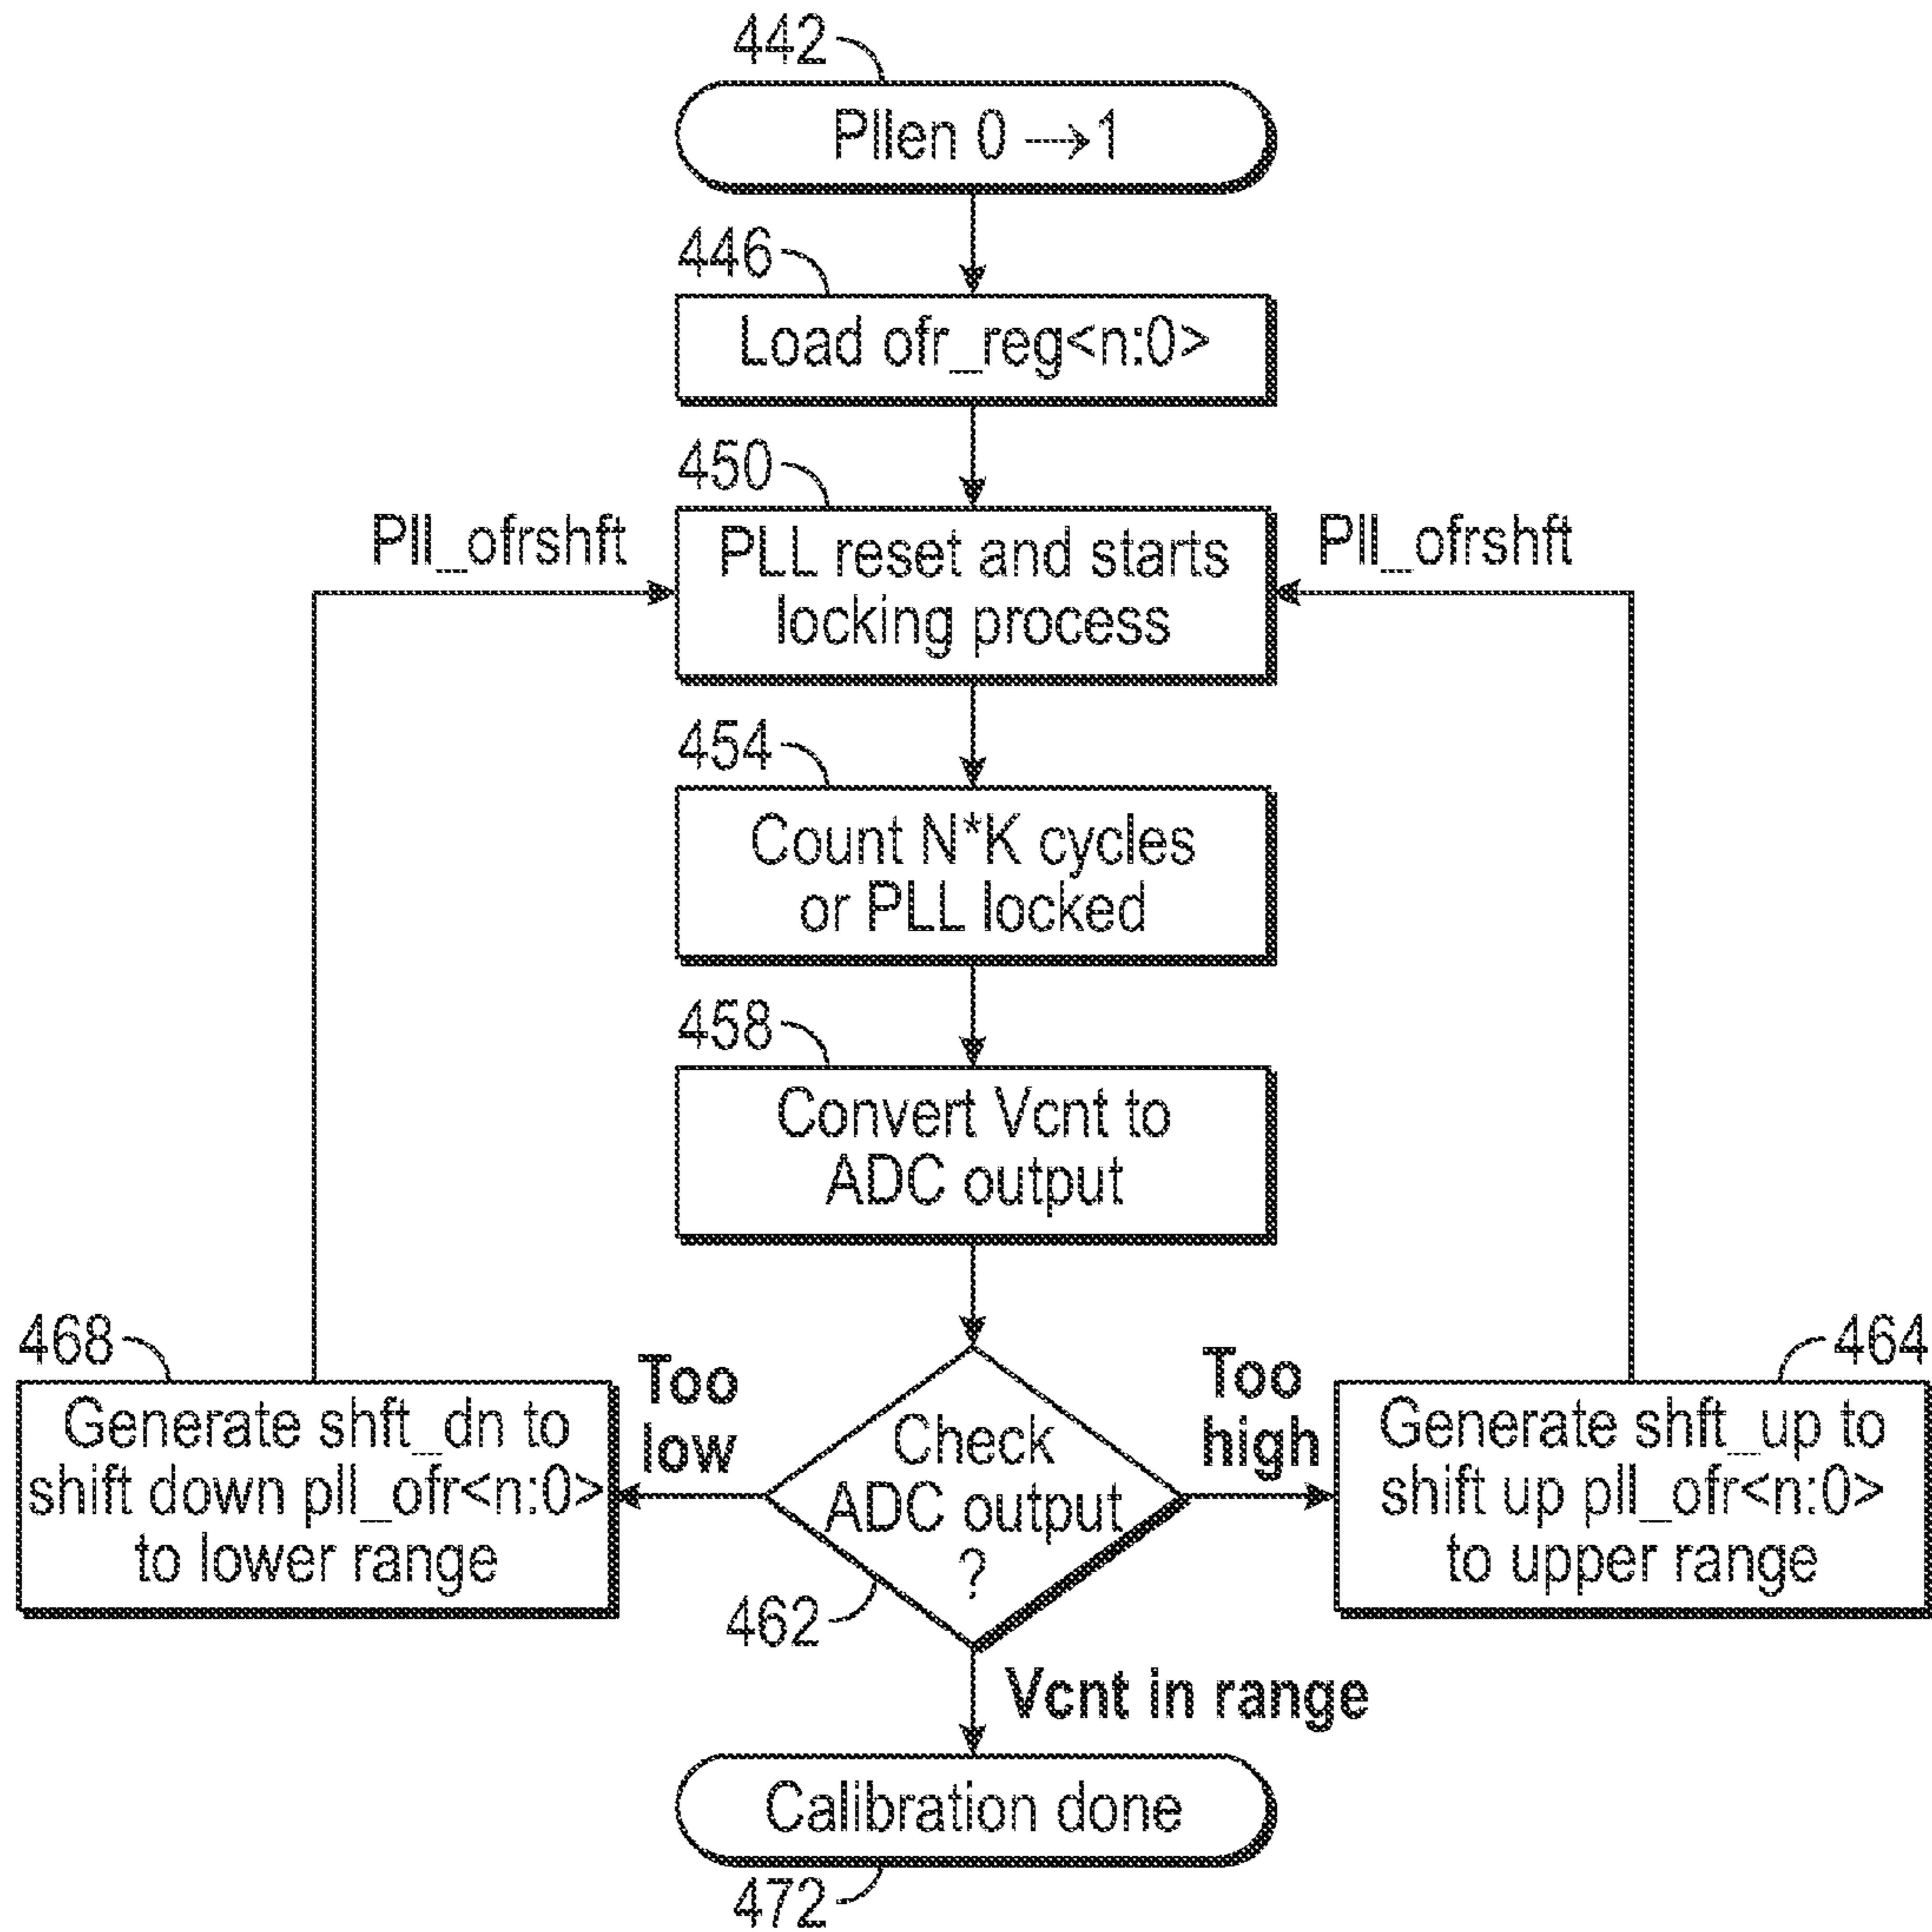 442
Pllen 0 →1
446
Load ofr_reg<n:0>
450
Pll_ofrshft
PLL reset and starts
locking process
Pll_ofrshft
454
Count N*K cycles
or PLL locked
458
Convert Vcnt to
ADC output
468
Generate shft_dn to
shift down pll_ofr<n:0>
to lower range
Too
low
Check
ADC output
?
462
Too
high
464
Generate shft_up to
shift up pll_ofr<n:0>
to upper range
Vcnt in range
Calibration done
472